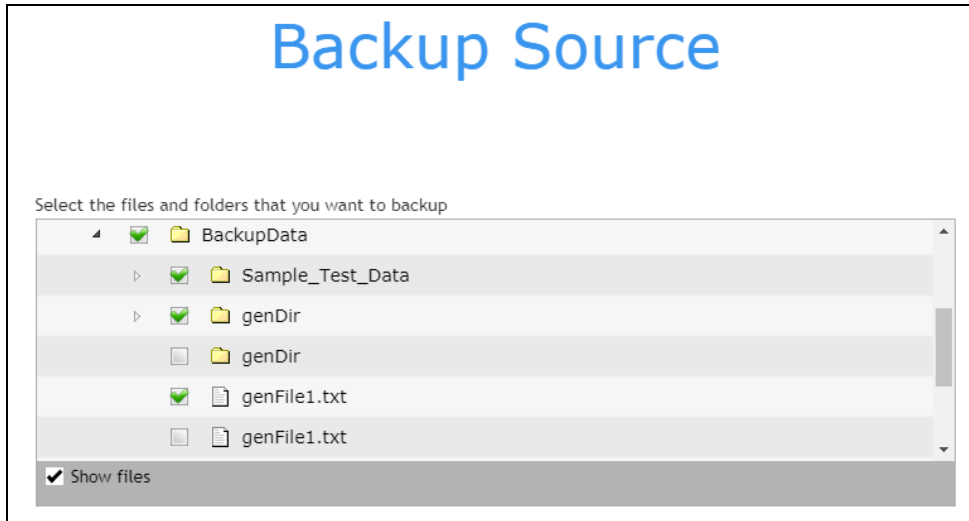 Backup Source
Select the files and folders that you want to backup
BackupData
Sample_Test_Data
genDir
genDir
genFile1.txt
genFile1.txt
Show files